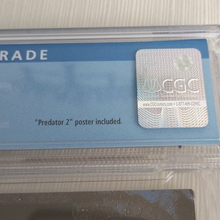 RADE
CGC
"Predator 2" poster included.